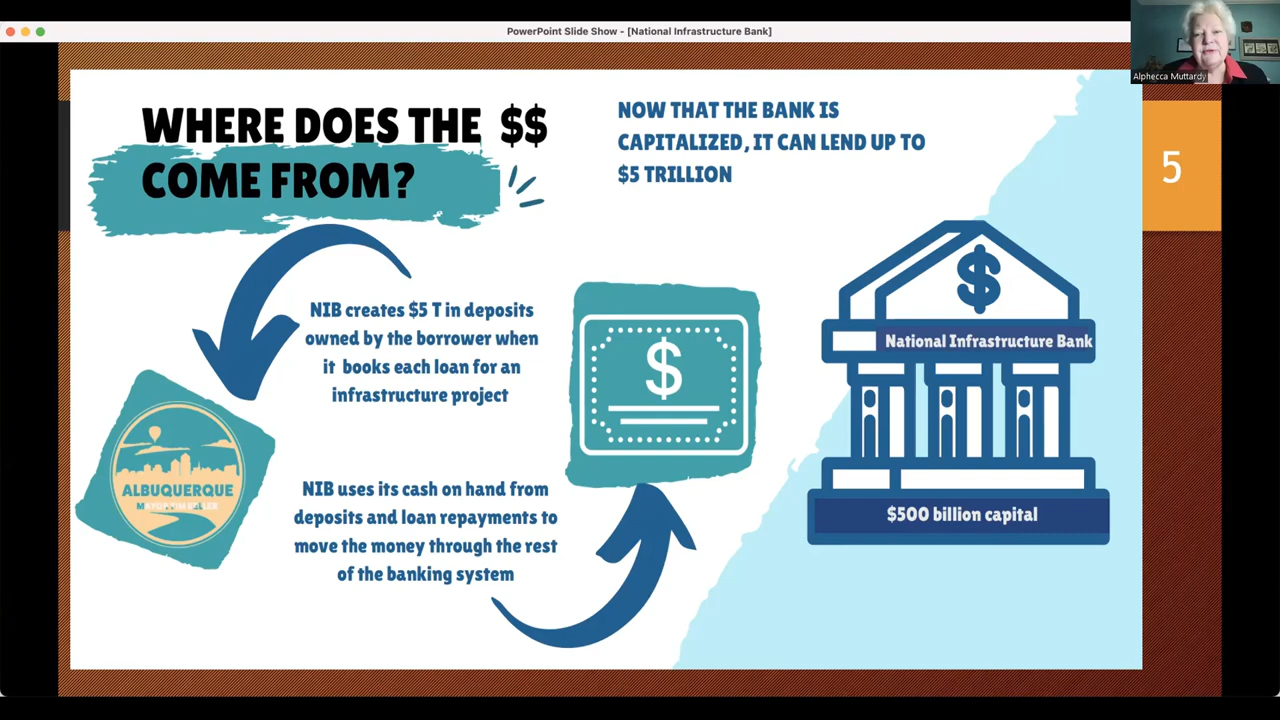 PowerPoint Slide Show - [National Infrastructure Bank]
Alphecca Muttardy
WHERE DOES THE $$
COME FROM?
NOW THAT THE BANK IS
CAPITALIZED, IT CAN LEND UP TO
$5 TRILLION
5
NIB creates $5 T in deposits
owned by the borrower when
it books each loan for an
infrastructure project
$
$
National Infrastructure Bank
ALBUQUERQUE
MAYOR TIM KELLER
NIB uses its cash on hand from
deposits and loan repayments to
move the money through the rest
of the banking system
$500 billion capital